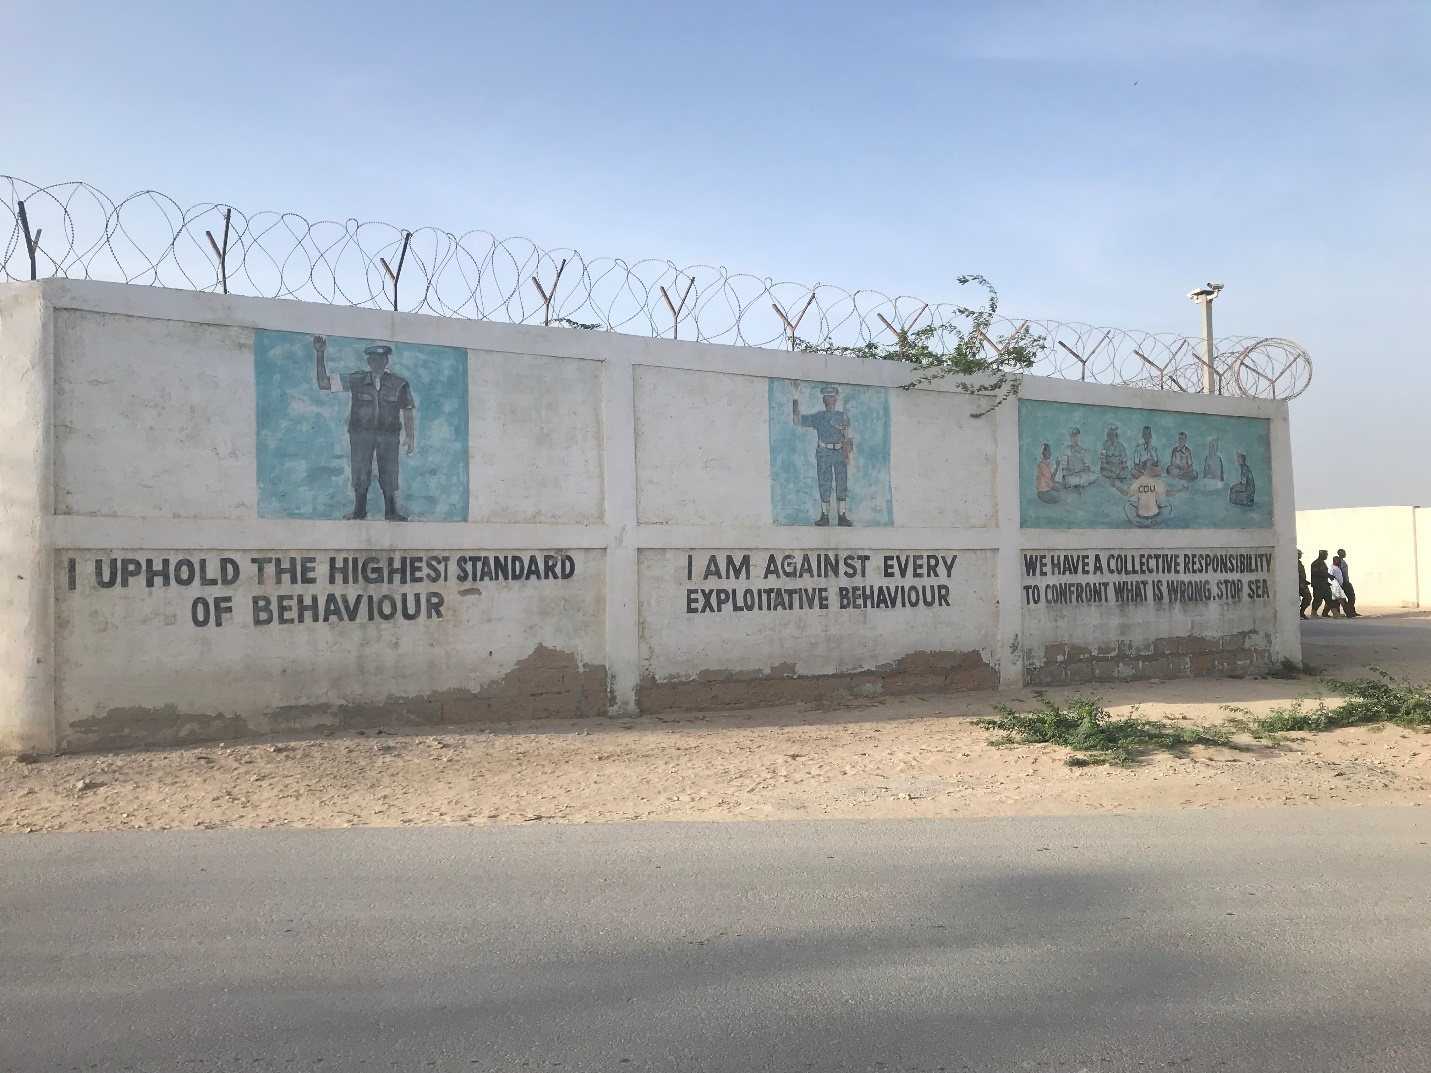 I UPHOLD THE HIGHEST STANDARD
OF BEHAVIOUR
I AM AGAINST EVERY
EXPLOITATIVE BEHAVIOUR
CDU
WE HAVE A COLLECTIVE RESPONSIBILITY
TO CONFRONT WHAT IS WRONG. STOP SEA